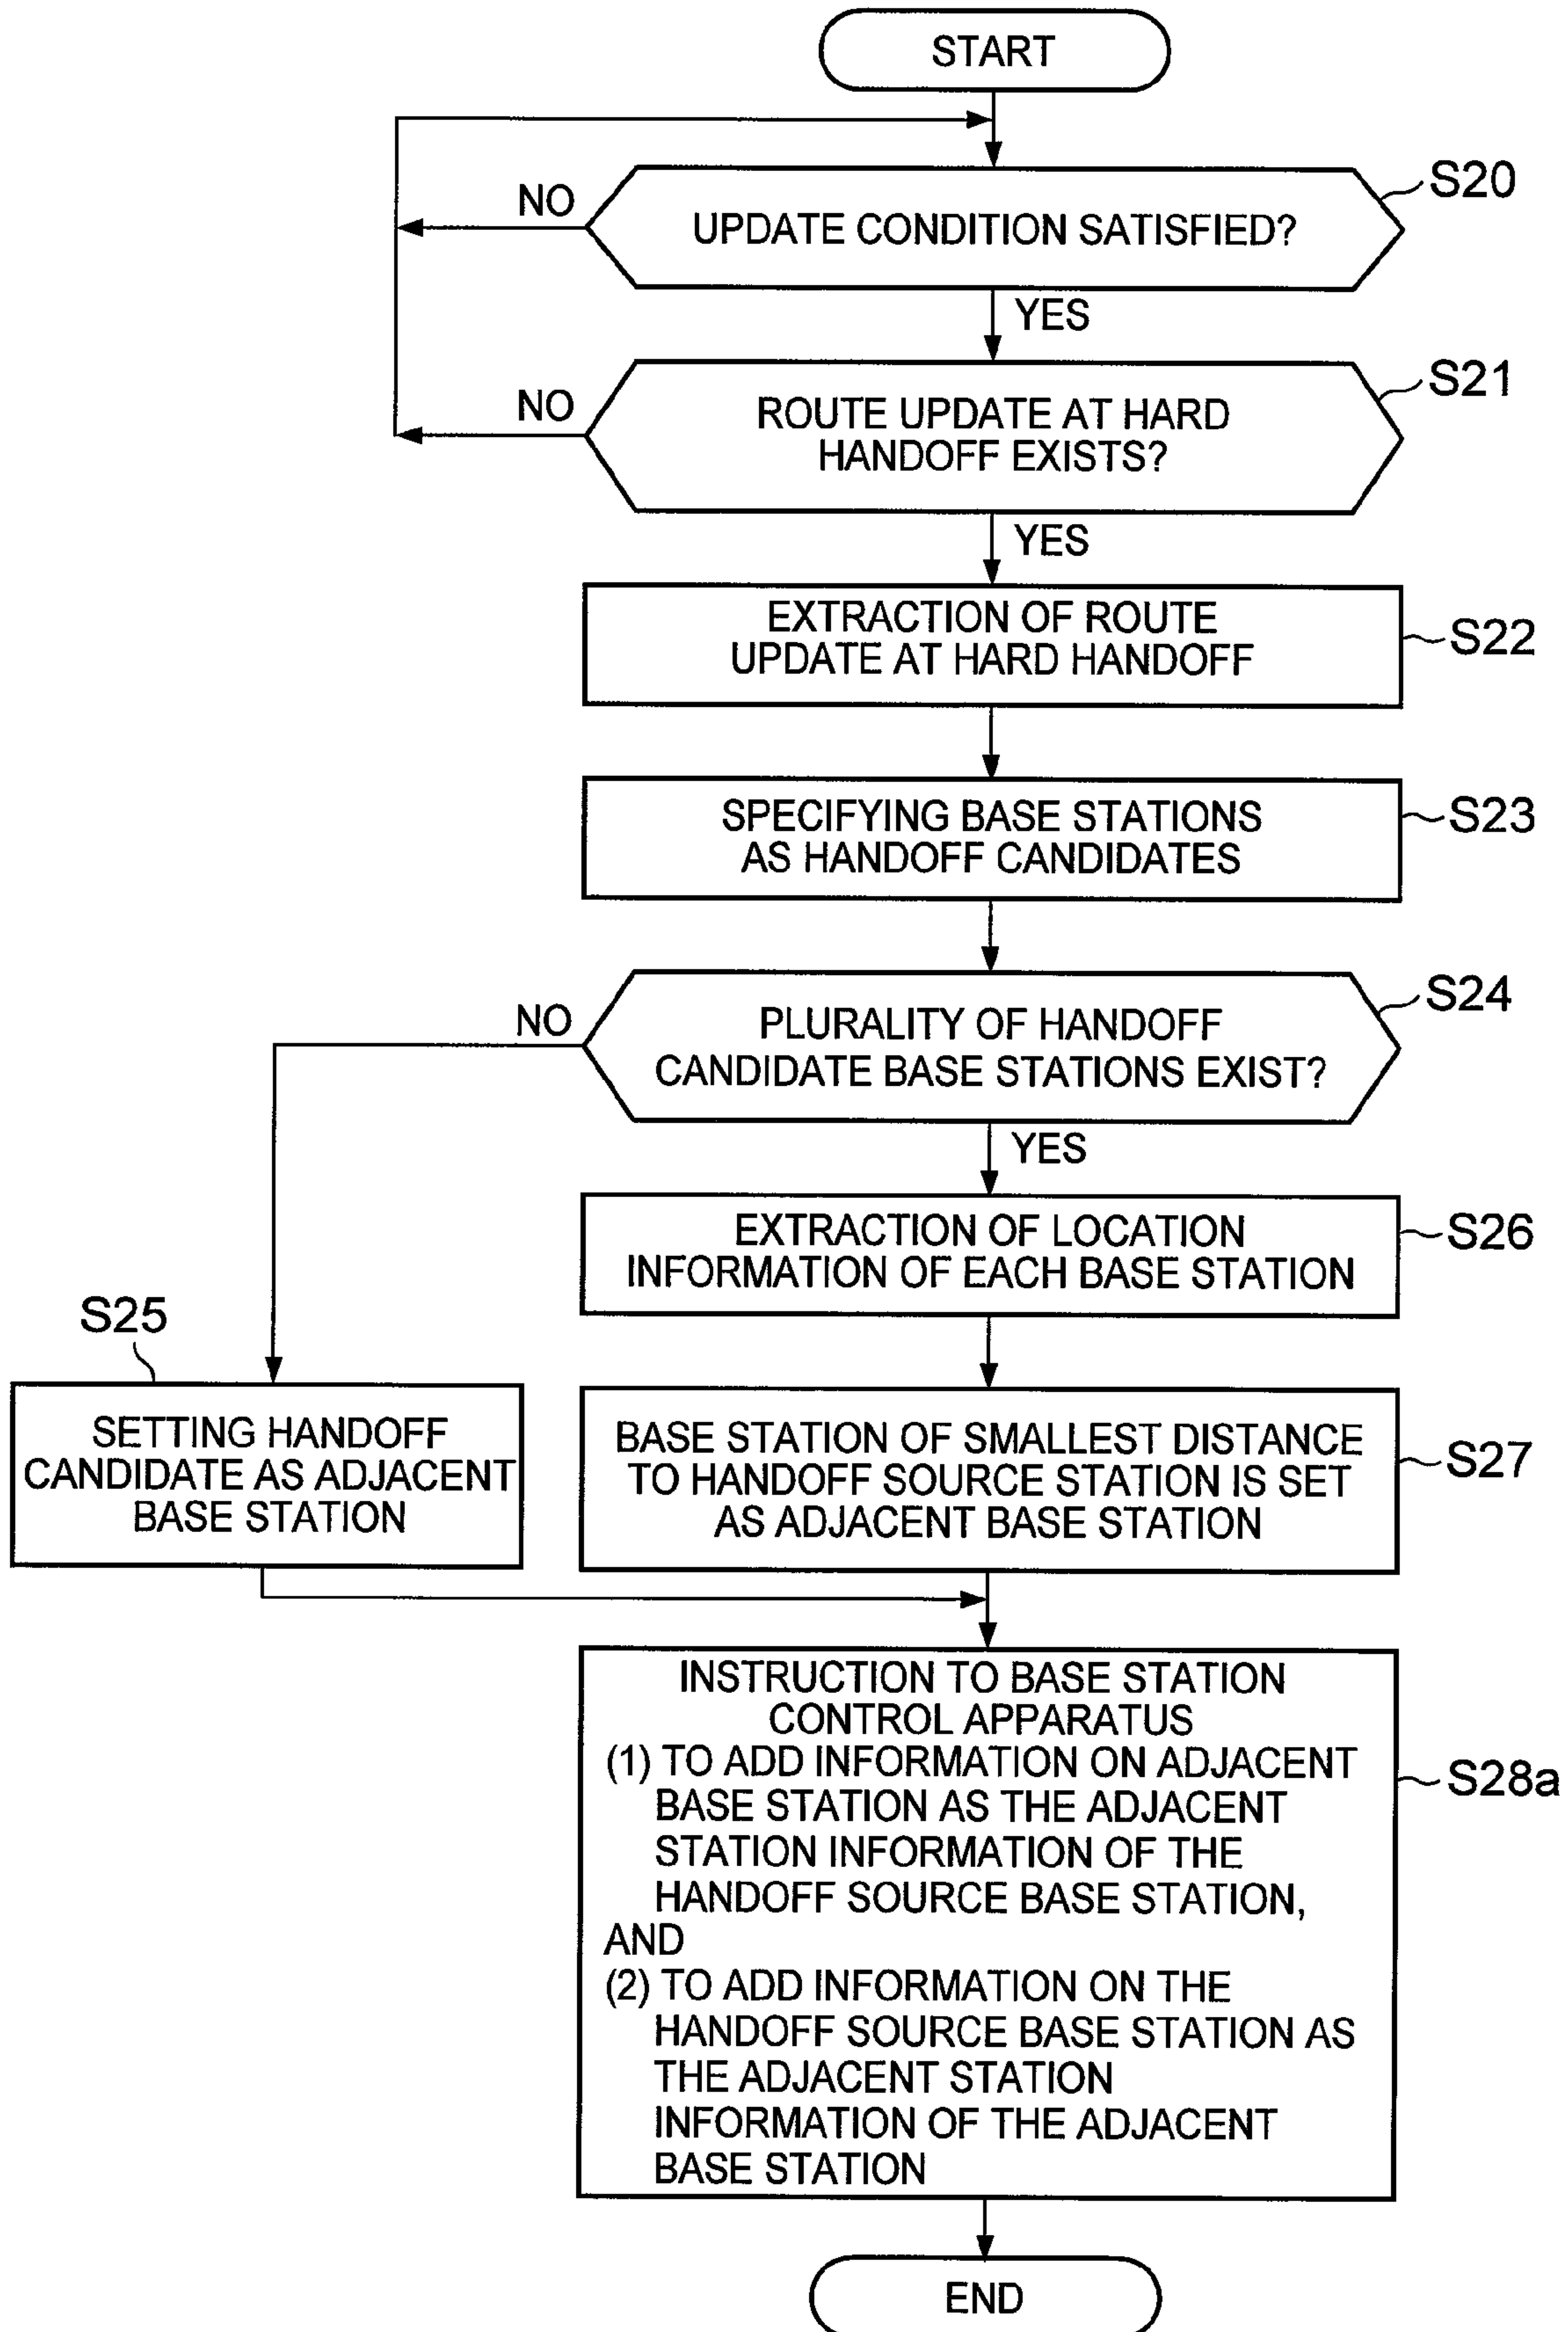 START
NO
UPDATE CONDITION SATISFIED?
S20
YES
NO
ROUTE UPDATE AT HARD
HANDOFF EXISTS?
S21
YES
EXTRACTION OF ROUTE
UPDATE AT HARD HANDOFF
S22
SPECIFYING BASE STATIONS
AS HANDOFF CANDIDATES
S23
NO
PLURALITY OF HANDOFF
CANDIDATE BASE STATIONS EXIST?
S24
YES
EXTRACTION OF LOCATION
INFORMATION OF EACH BASE STATION
S26
S25
SETTING HANDOFF
CANDIDATE AS ADJACENT
BASE STATION
BASE STATION OF SMALLEST DISTANCE
TO HANDOFF SOURCE STATION IS SET
AS ADJACENT BASE STATION
S27
INSTRUCTION TO BASE STATION
CONTROL APPARATUS
(1) TO ADD INFORMATION ON ADJACENT
BASE STATION AS THE ADJACENT
STATION INFORMATION OF THE
HANDOFF SOURCE BASE STATION,
AND
(2) TO ADD INFORMATION ON THE
HANDOFF SOURCE BASE STATION AS
THE ADJACENT STATION
INFORMATION OF THE ADJACENT
BASE STATION
S28a
END